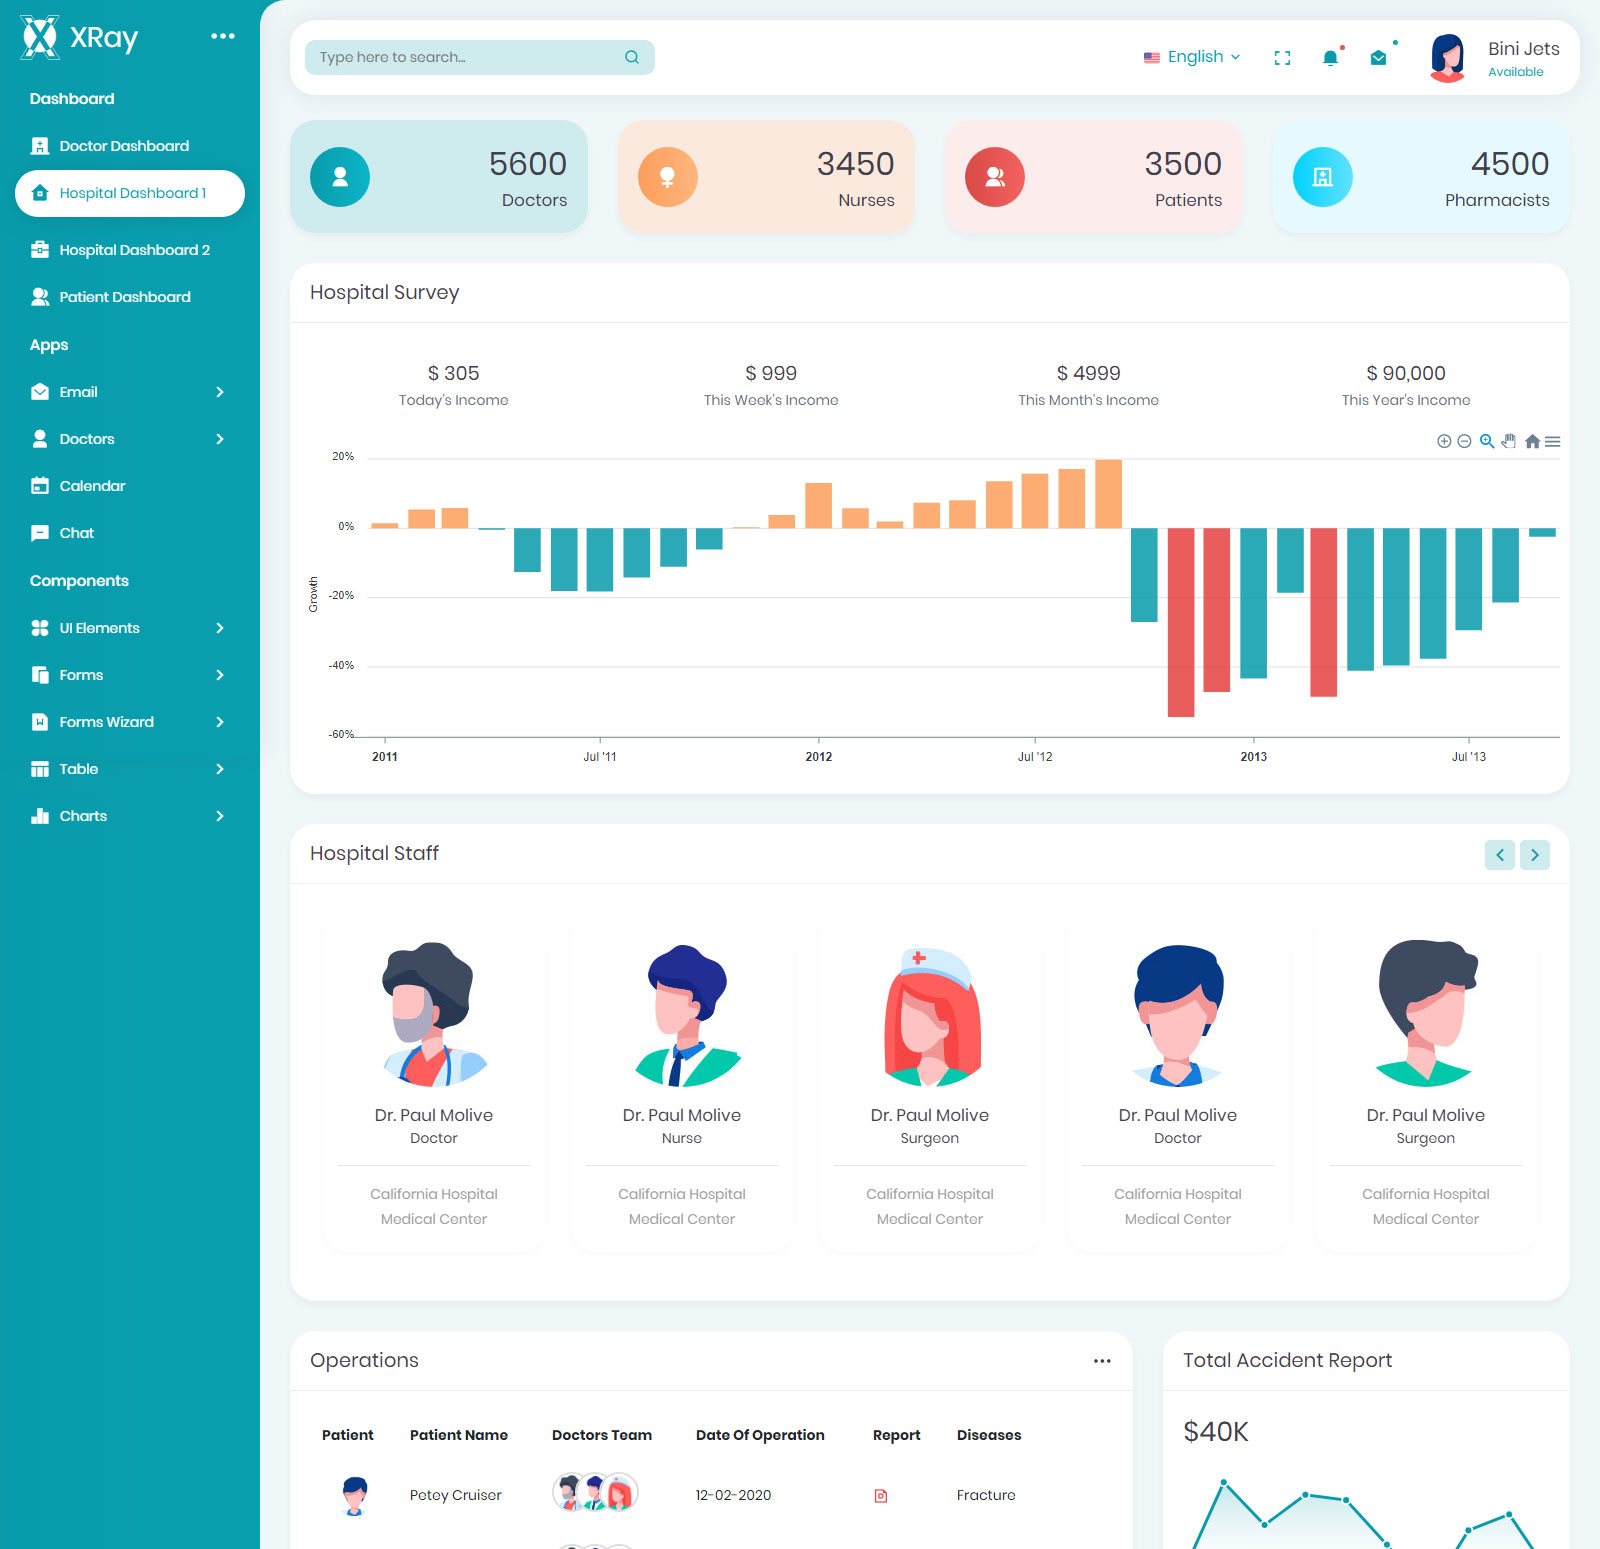 XRay
Dashboard
Doctor Dashboard
Hospital Dashboard 1
Hospital Dashboard 2
Patient Dashboard
Apps
Email
Doctors
Calendar
Chat
Components
UI Elements
Forms
Forms Wizard
Table
Charts
Type here to search...
English
Bini Jets
Available
5600
Doctors
3450
Nurses
3500
Patients
4500
Pharmacists
Hospital Survey
$ 305
Today's Income
$ 999
This Week's Income
$ 4999
This Month's Income
$ 90,000
This Year's Income
Growth
20%
0%
-20%
-40%
-60%
2011 Jul '11 2012 Jul '12 2013 Jul '13
Hospital Staff
Dr. Paul Molive
Doctor
California Hospital
Medical Center
Dr. Paul Molive
Nurse
California Hospital
Medical Center
Dr. Paul Molive
Surgeon
California Hospital
Medical Center
Dr. Paul Molive
Doctor
California Hospital
Medical Center
Dr. Paul Molive
Surgeon
California Hospital
Medical Center
Operations
Patient Patient Name Doctors Team Date Of Operation Report Diseases
Petey Cruiser 12-02-2020 Fracture
Total Accident Report
$40K